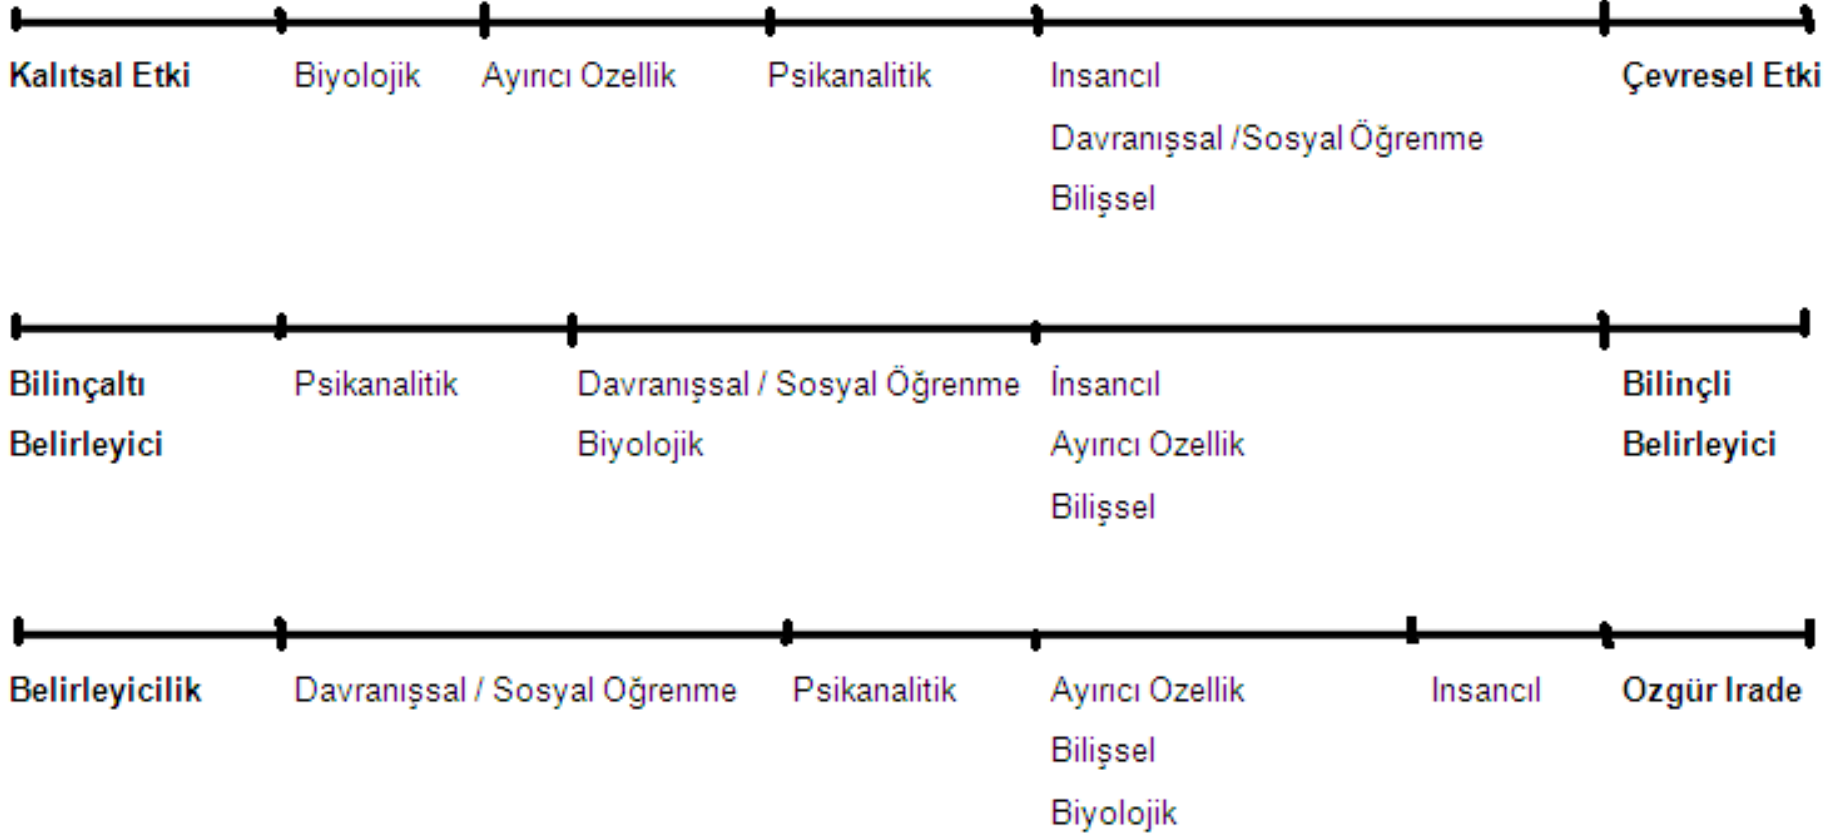 Kalıtsal Etki Biyolojik Ayırıcı Ozellik Psikanalitik Insancıl Çevresel Etki
Davranışsal /Sosyal Öğrenme
Bilişsel
Bilinçaltı Psikanalitik Davranışsal / Sosyal Öğrenme İnsancıl Bilinçli
Belirleyici Biyolojik Ayırıcı Ozellik Belirleyici
Bilişsel
Belirleyicilik Davranışsal / Sosyal Oğrenme Psikanalitik Ayırıcı Ozellik Insancıl Ozgür Irade
Bilişsel
Biyolojik